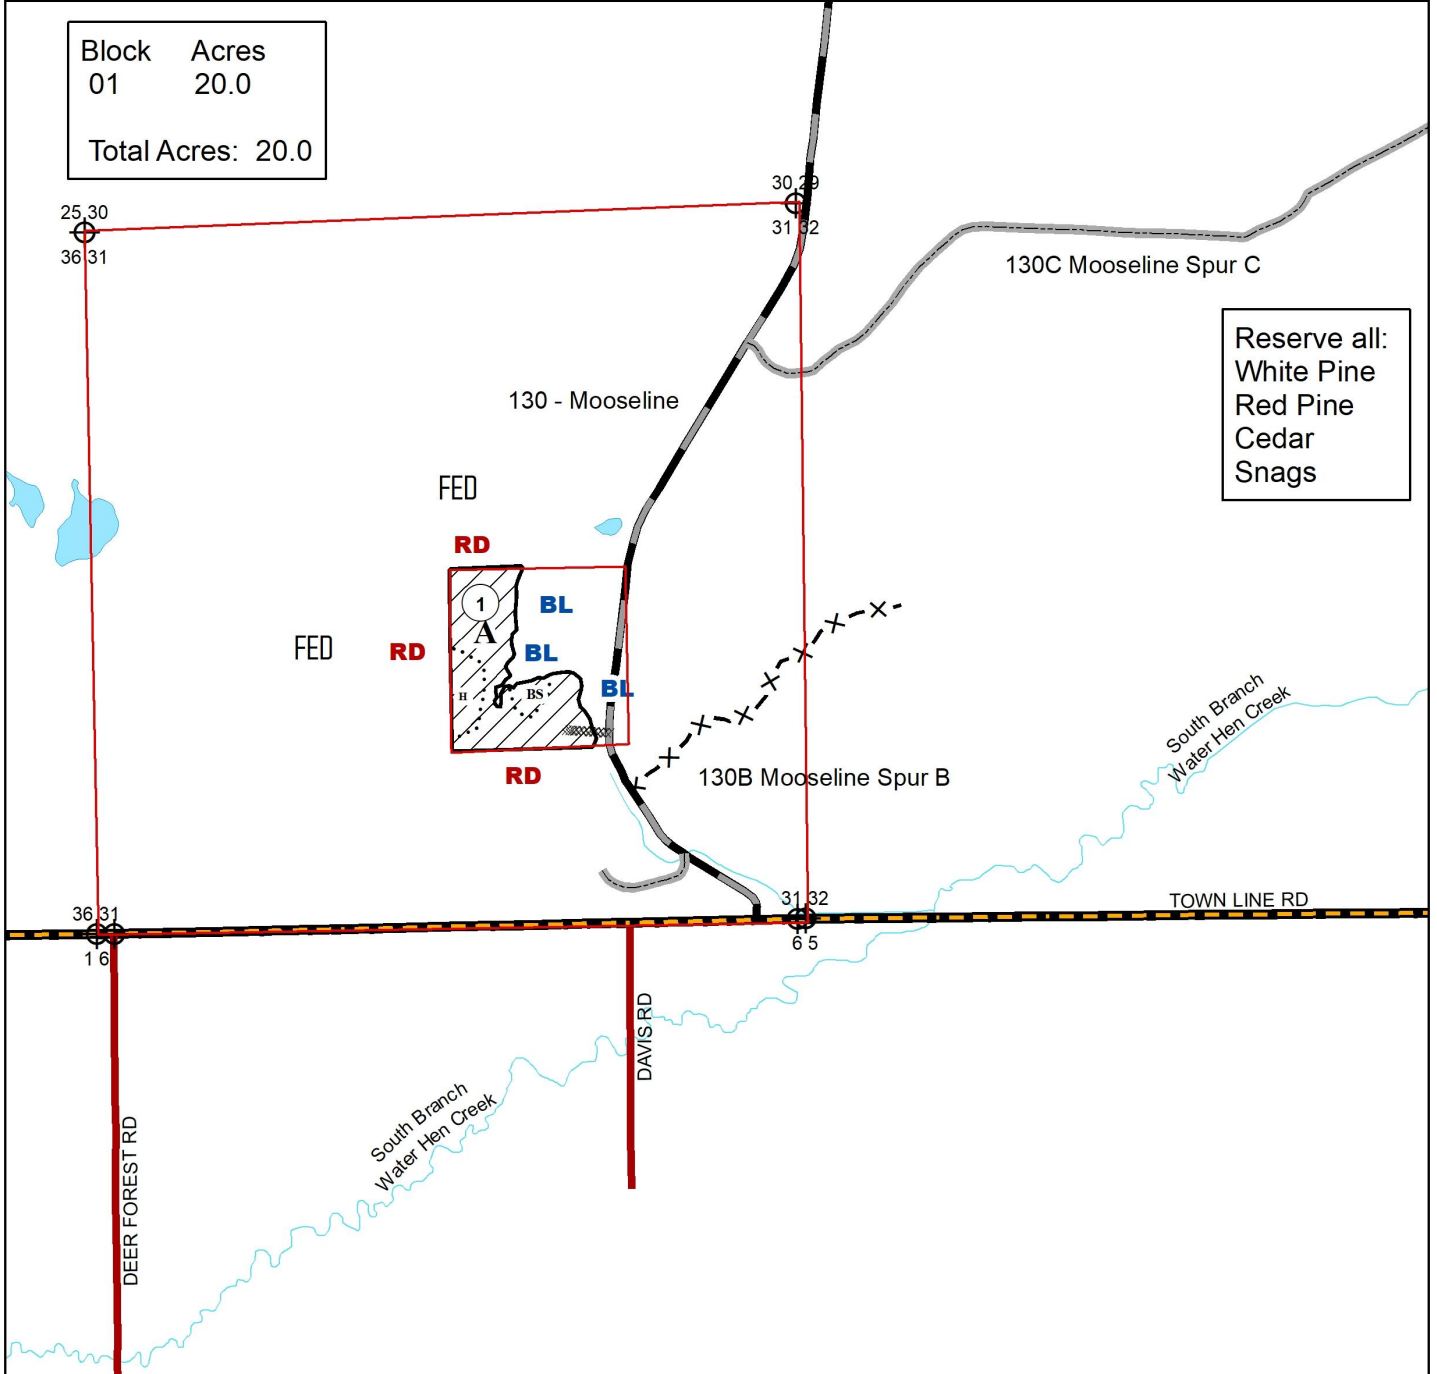 Block Acres
01 20.0
Total Acres: 20.0
30 29
31 32
25 30
36 31
130C Mooseline Spur C
Reserve all:
White Pine
Red Pine
Cedar
Snags
130 - Mooseline
FED
RD
1
A
BL
FED
RD
BL
H
BS
BL
RD
130B Mooseline Spur B
South Branch
Water Hen Creek
31 32
6 5
TOWN LINE RD
36 31
1 6
DAVIS RD
South Branch
Water Hen Creek
DEER FOREST RD